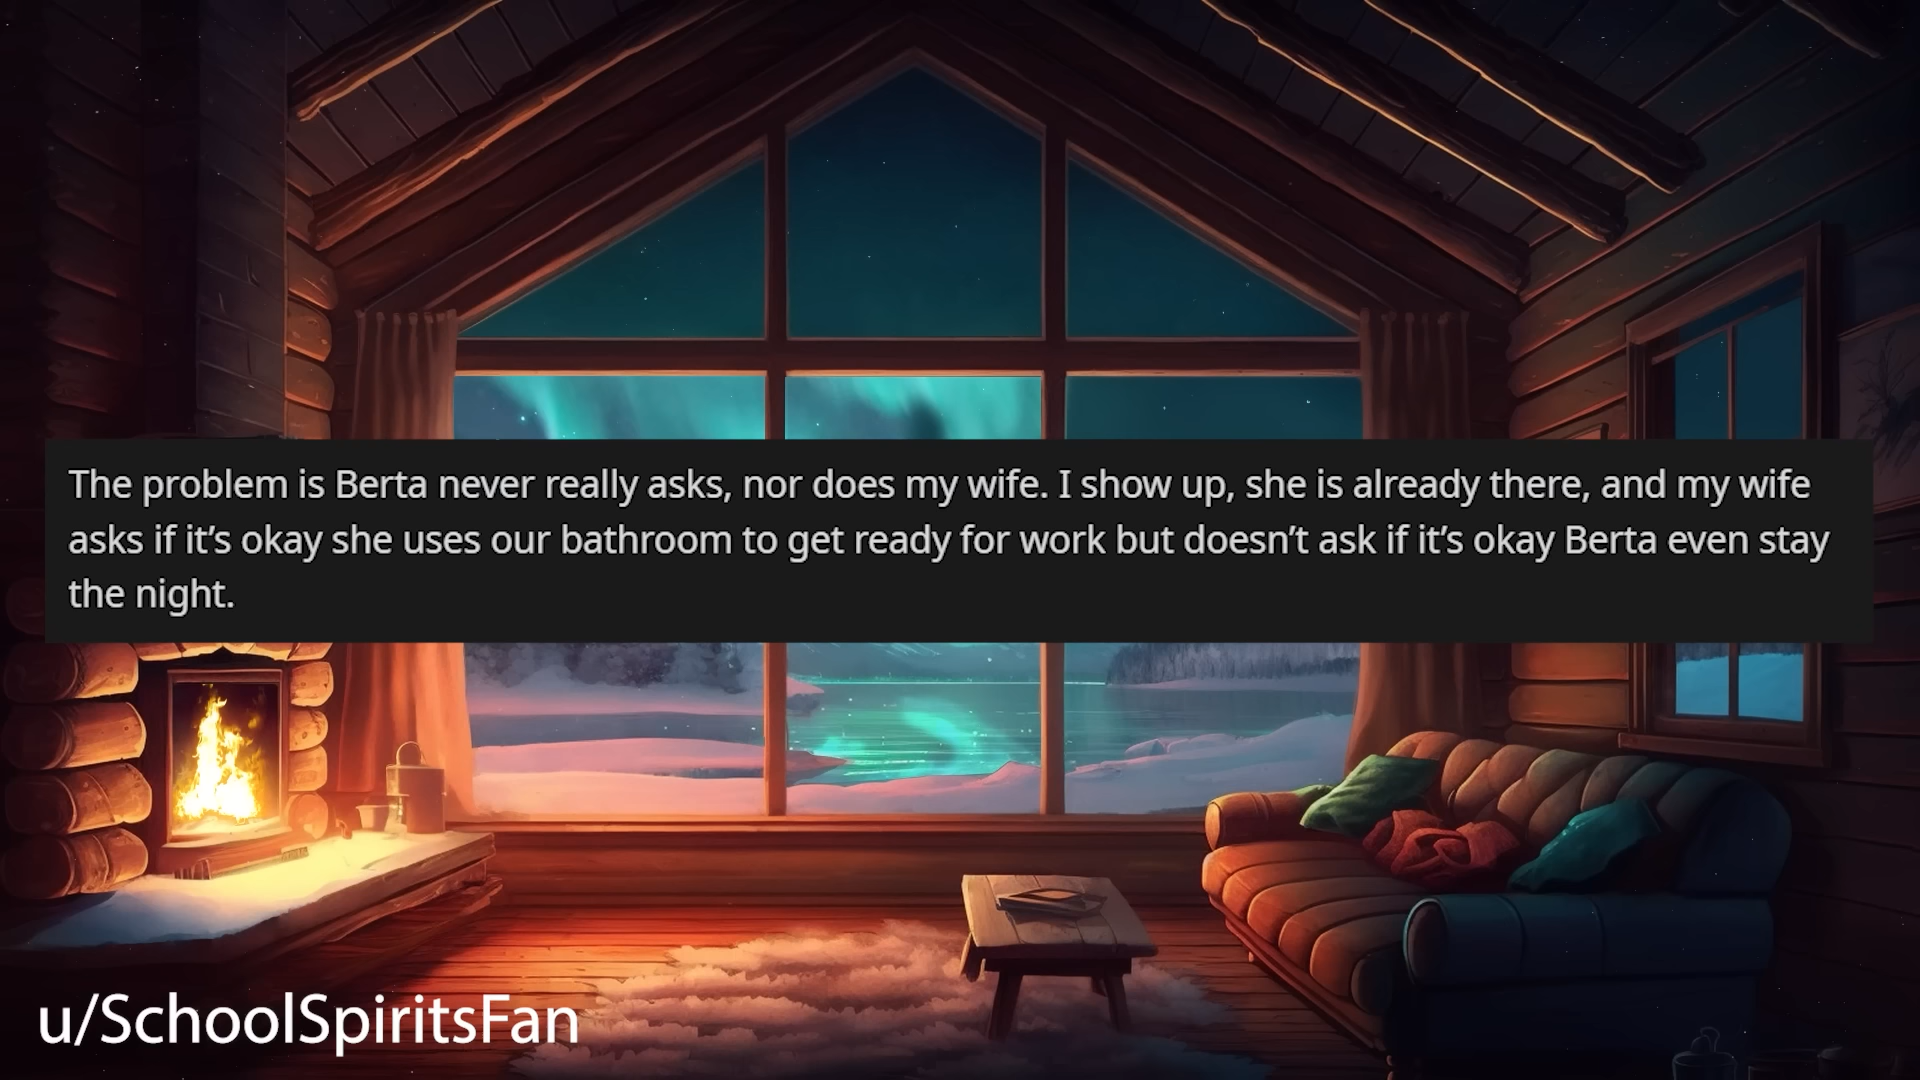 The problem is Berta never really asks, nor does my wife. I show up, she is already there, and my wife
asks if it’s okay she uses our bathroom to get ready for work but doesn’t ask if it’s okay Berta even stay
the night.
u/SchoolSpiritsFan